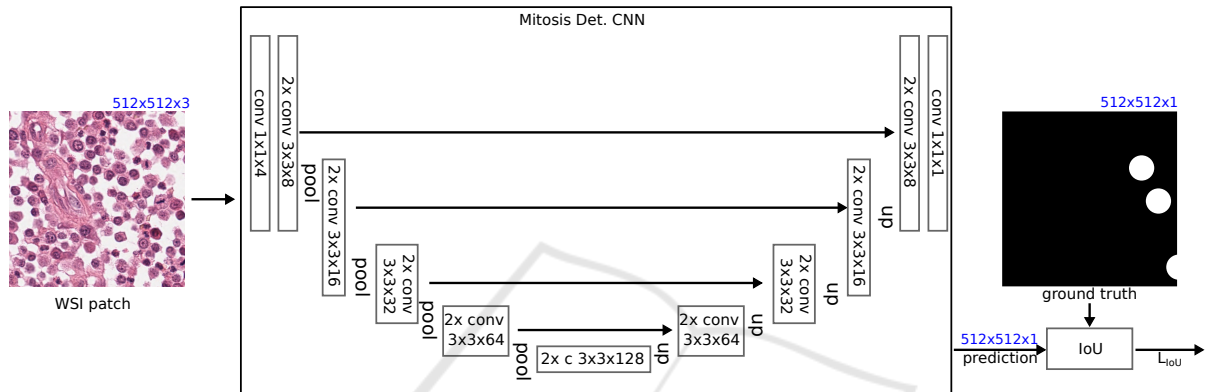 Mitosis Det. CNN
512x512x3
WSI patch
conv 1x1x4
2x conv 3x3x8
pool
2x conv 3x3x16
pool
2x conv
3x3x32
pool
2x conv
3x3x64
pool
2x c 3x3x128
up
2x conv
3x3x64
up
2x conv
3x3x32
up
2x conv 3x3x16
up
2x conv 3x3x8
conv 1x1x1
512x512x1
ground truth
512x512x1
prediction
IoU
LIoU